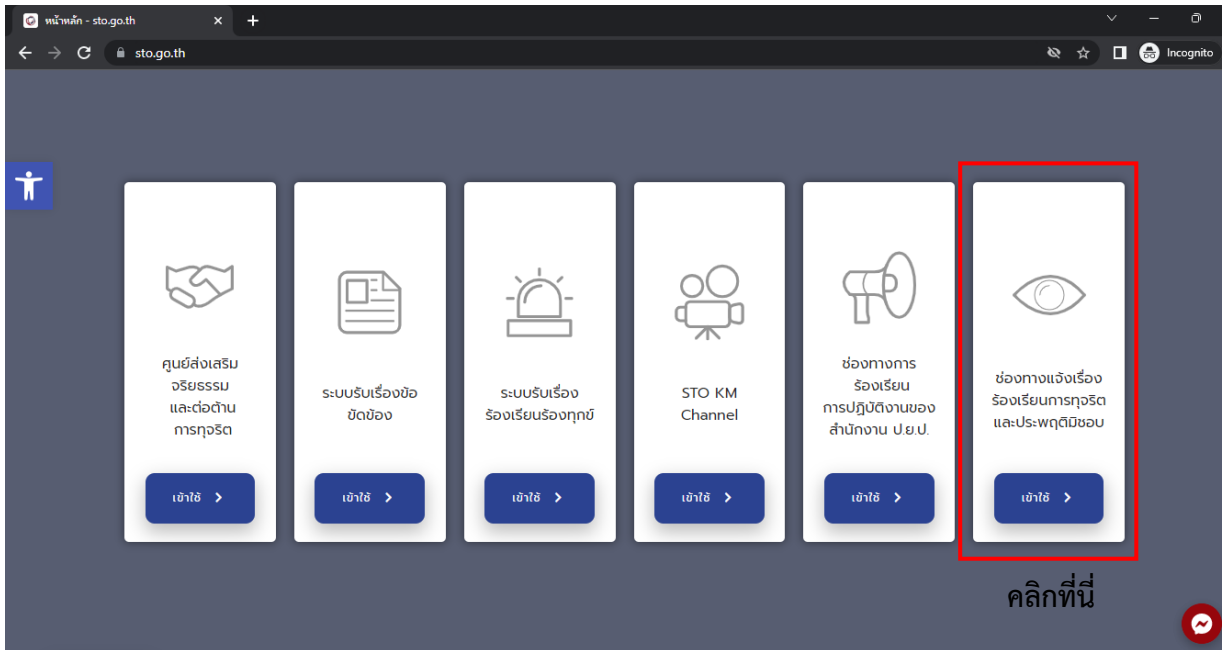 หน้าหลัก - sto.go.th
sto.go.th
Incognito
ศูนย์ส่งเสริม
จริยธรรม
และต่อต้าน
การทุจริต
เข้าใช้
ระบบรับเรื่องข้อ
ขัดข้อง
เข้าใช้
ระบบรับเรื่อง
ร้องเรียนร้องทุกข์
เข้าใช้
STO KM
Channel
เข้าใช้
ช่องทางการ
ร้องเรียน
การปฏิบัติงานของ
สำนักงาน ป.ย.ป.
เข้าใช้
ช่องทางแจ้งเรื่อง
ร้องเรียนการทุจริต
และประพฤติมิชอบ
เข้าใช้
คลิกที่นี่